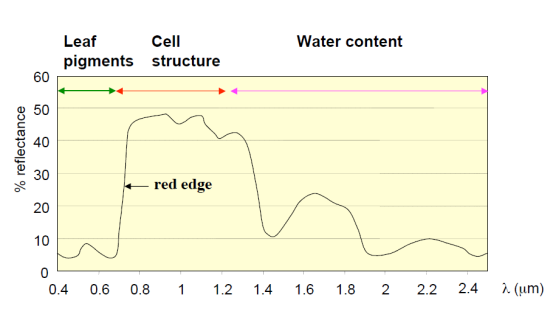 Leaf pigments
Cell structure
Water content
60
50
40
30
20
10
0
% reflectance
red edge
0.4 0.6 0.8 1 1.2 1.4 1.6 1.8 2 2.2 2.4 λ (μm)